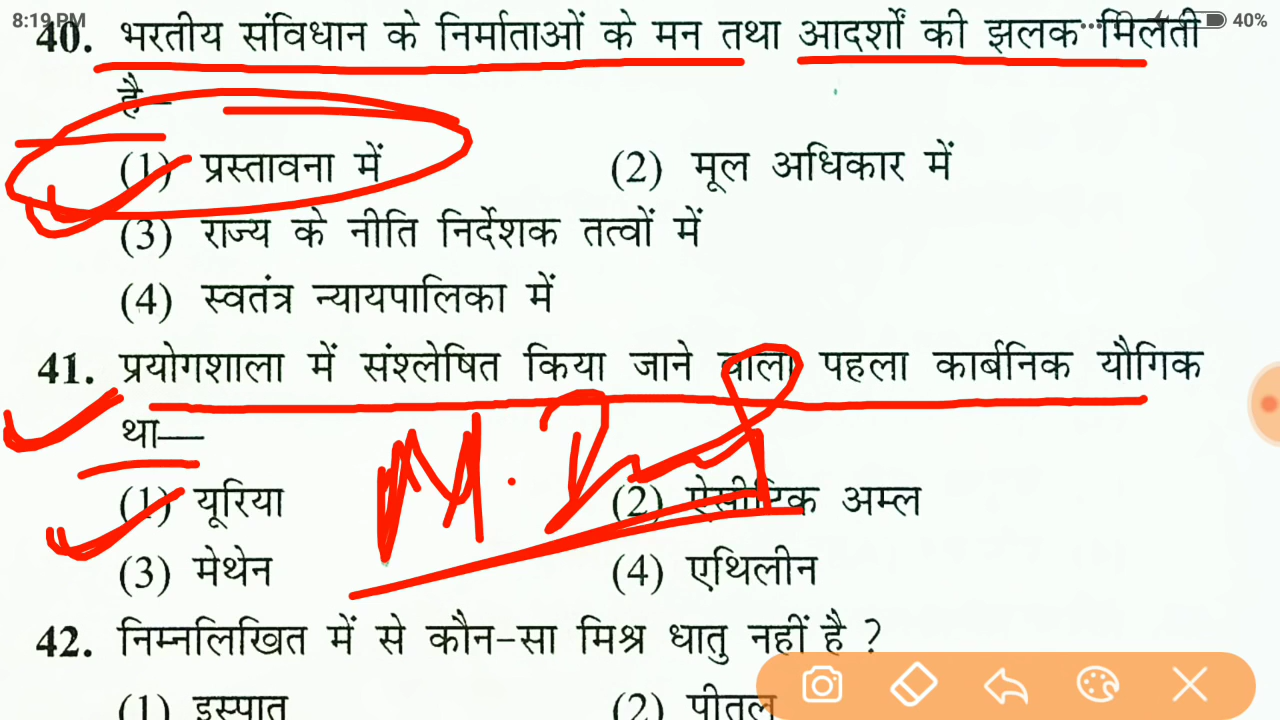 8:19 PM 40%
40. भरतीय संविधान के निर्माताओं के मन तथा आदर्शों की झलक मिलती
है—
(1) प्रस्तावना में (2) मूल अधिकार में
(3) राज्य के नीति निर्देशक तत्वों में
(4) स्वतंत्र न्यायपालिका में
41. प्रयोगशाला में संश्लेषित किया जाने वाला पहला कार्बनिक यौगिक
था—
(1) यूरिया (2) ऐसीटिक अम्ल
(3) मेथेन (4) एथिलीन
42. निम्नलिखित में से कौन-सा मिश्र धातु नहीं है ?
(1) इस्पात (2) पीतल